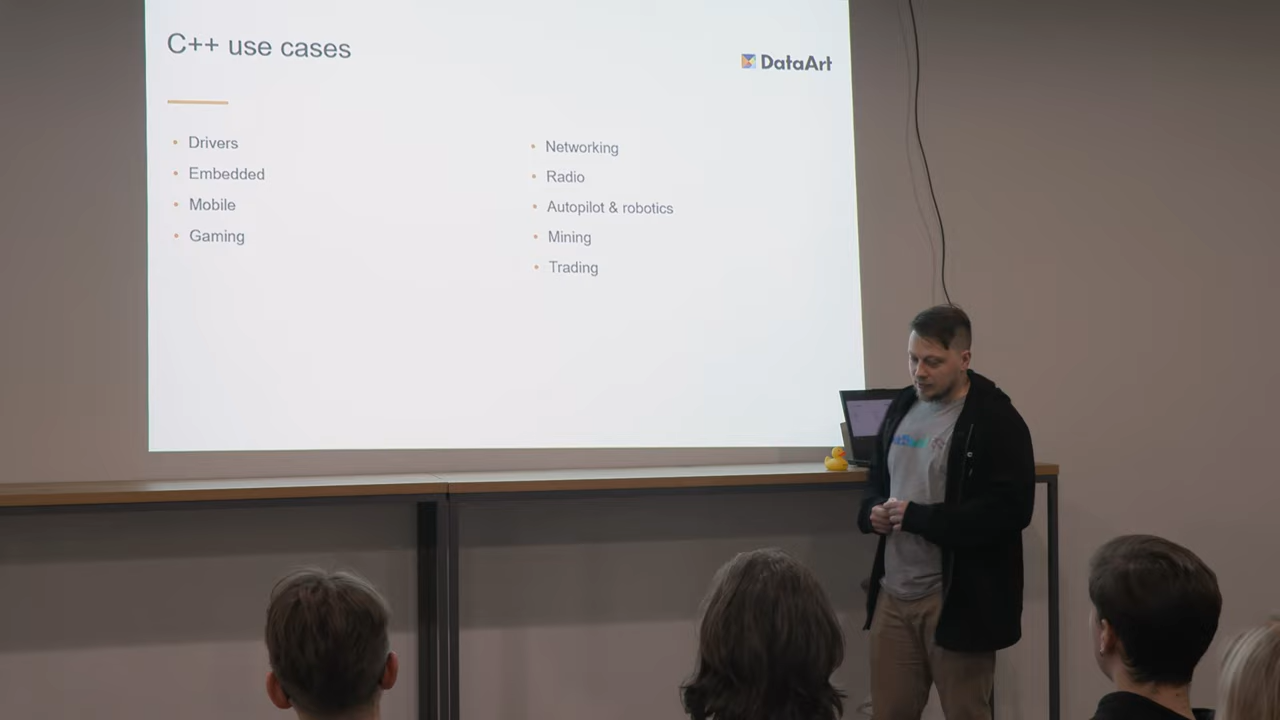 C++ use cases
DataArt
Drivers
Embedded
Mobile
Gaming
Networking
Radio
Autopilot & robotics
Mining
Trading